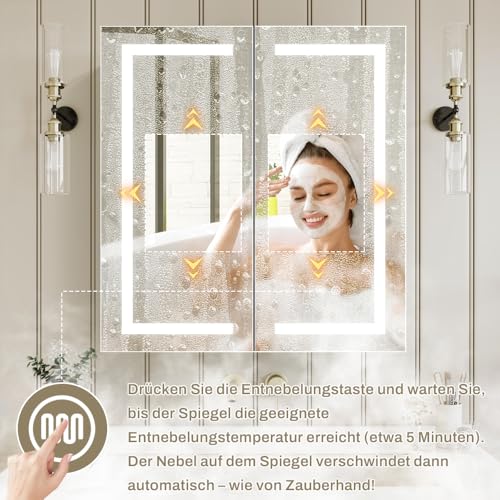 Drücken Sie die Entnebelungstaste und warten Sie,
bis der Spiegel die geeignete
Entnebelungstemperatur erreicht (etwa 5 Minuten).
Der Nebel auf dem Spiegel verschwindet dann
automatisch – wie von Zauberhand!